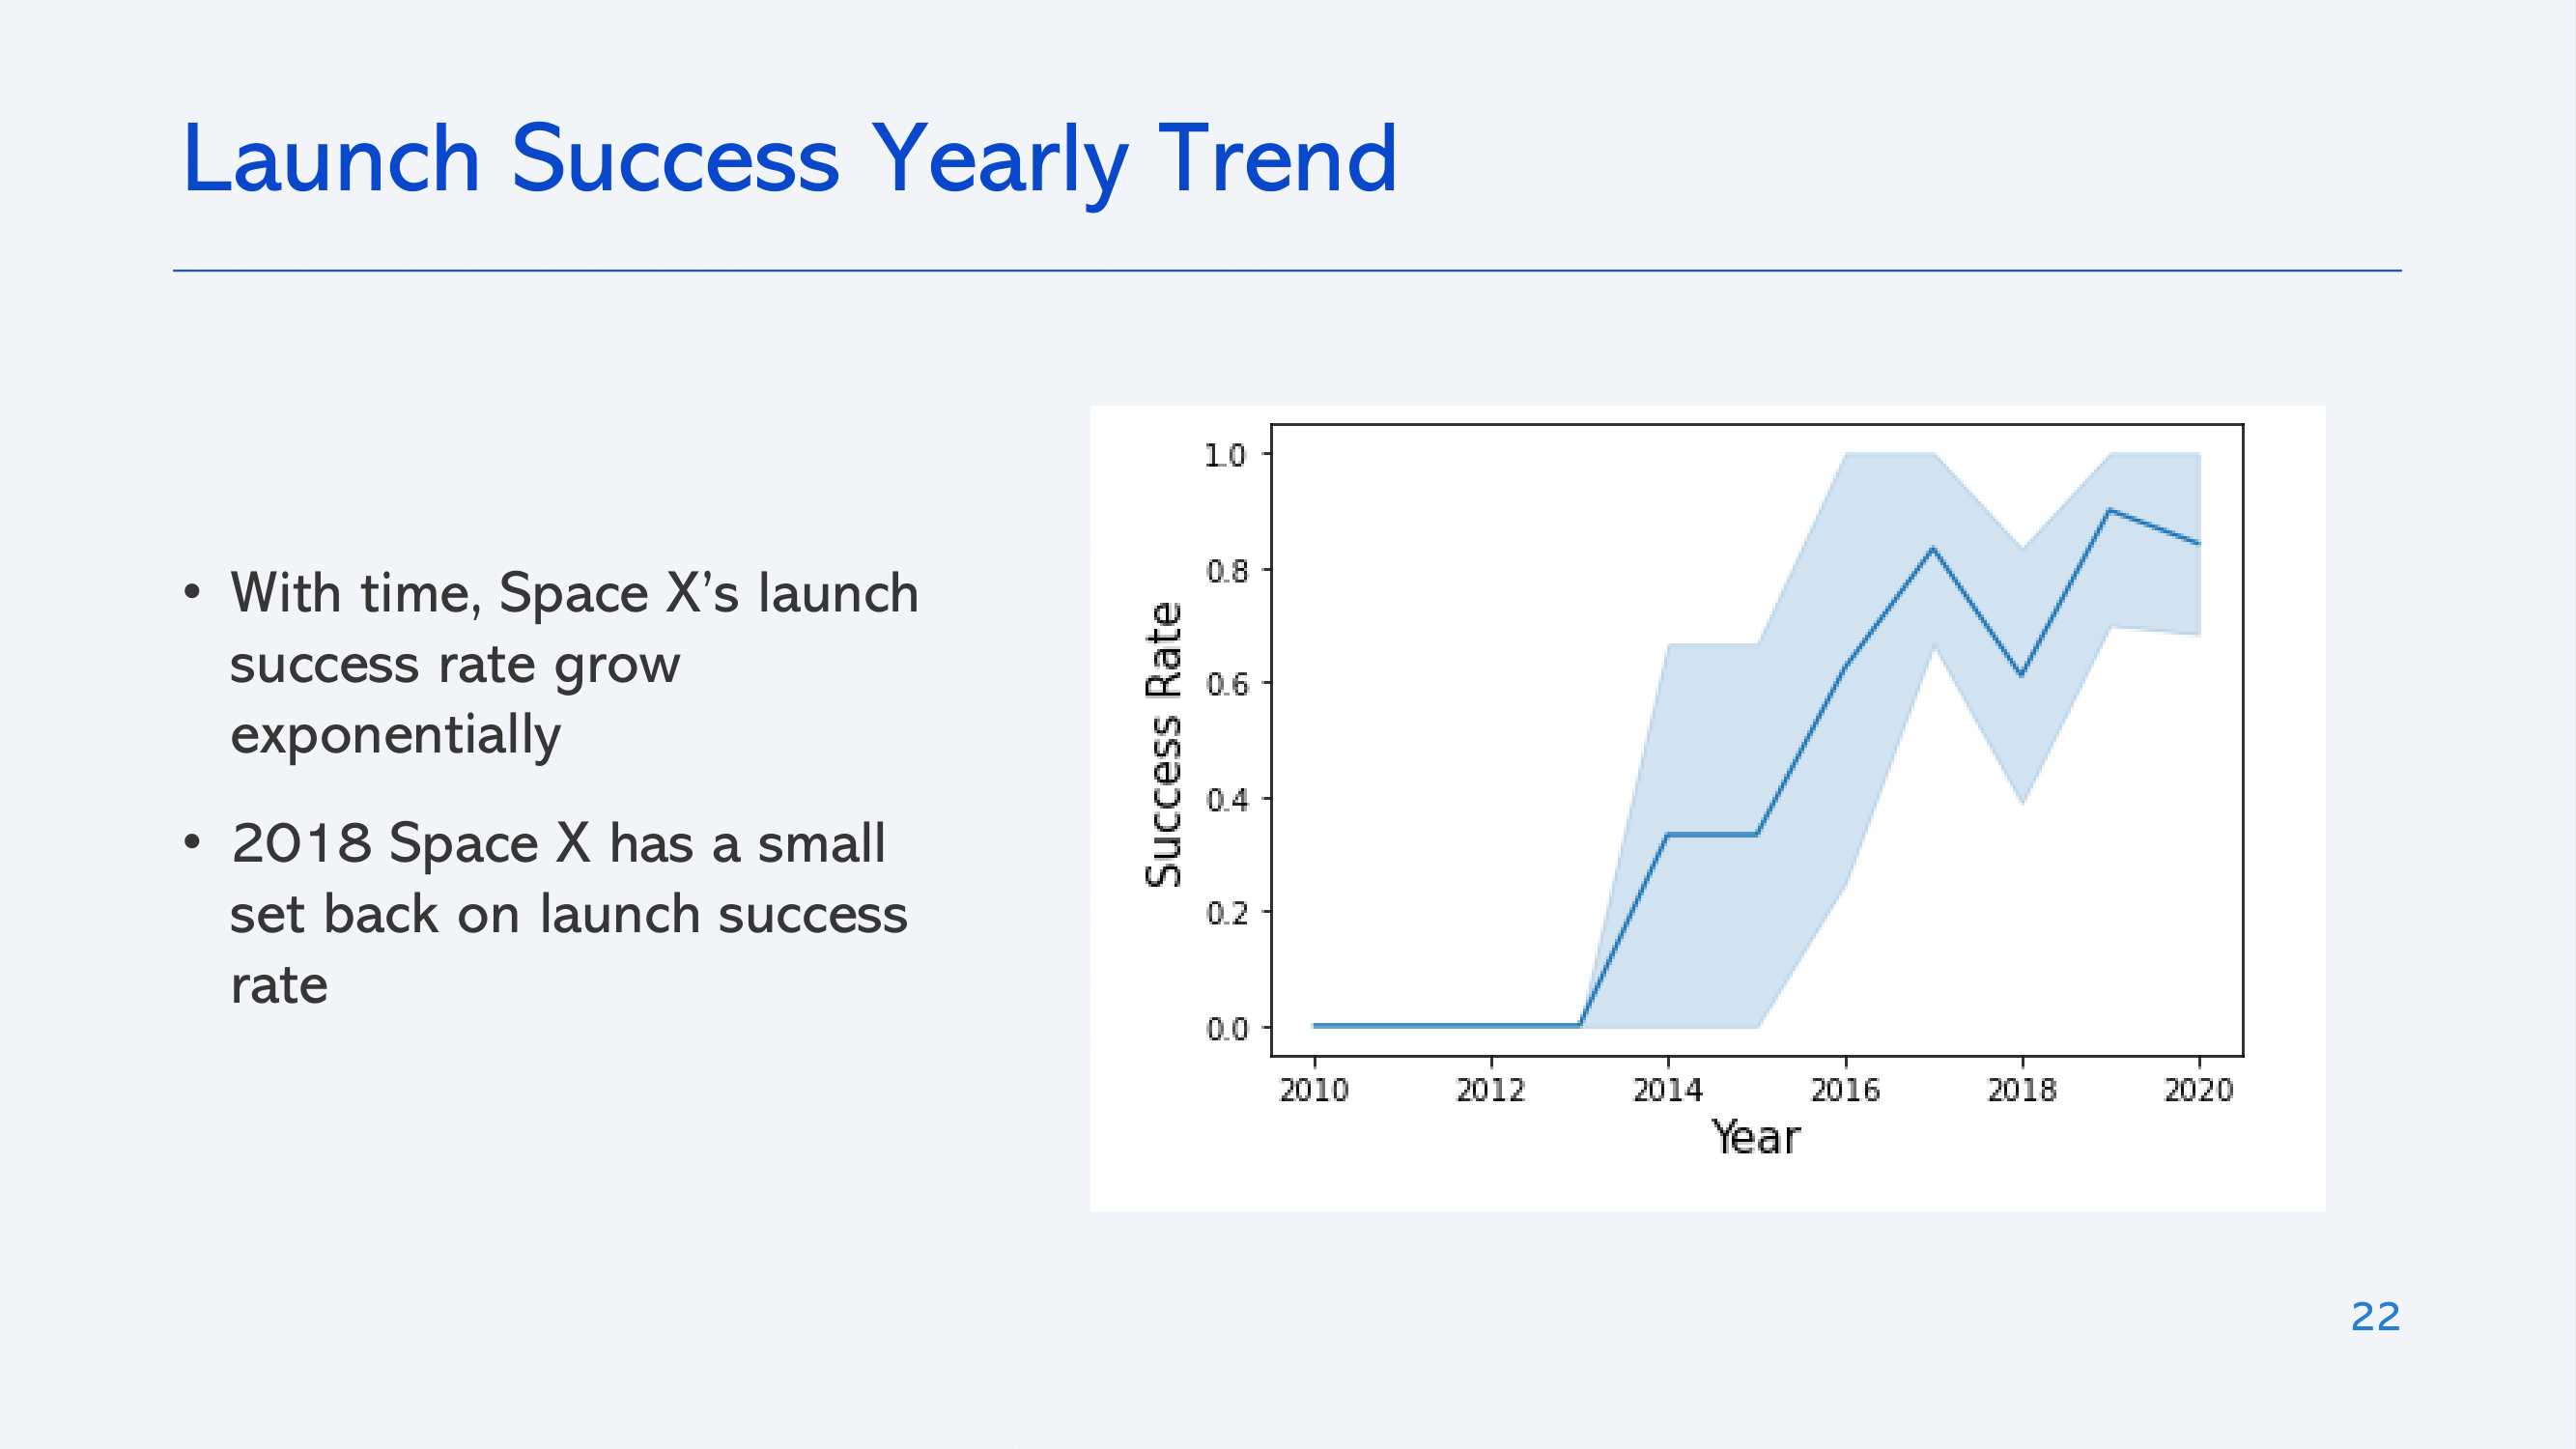 Launch Success Yearly Trend
• With time, Space X’s launch
success rate grow
exponentially
• 2018 Space X has a small
set back on launch success
rate
1.0
0.8
0.6
0.4
0.2
0.0
Success Rate
2010 2012 2014 2016 2018 2020
Year
22